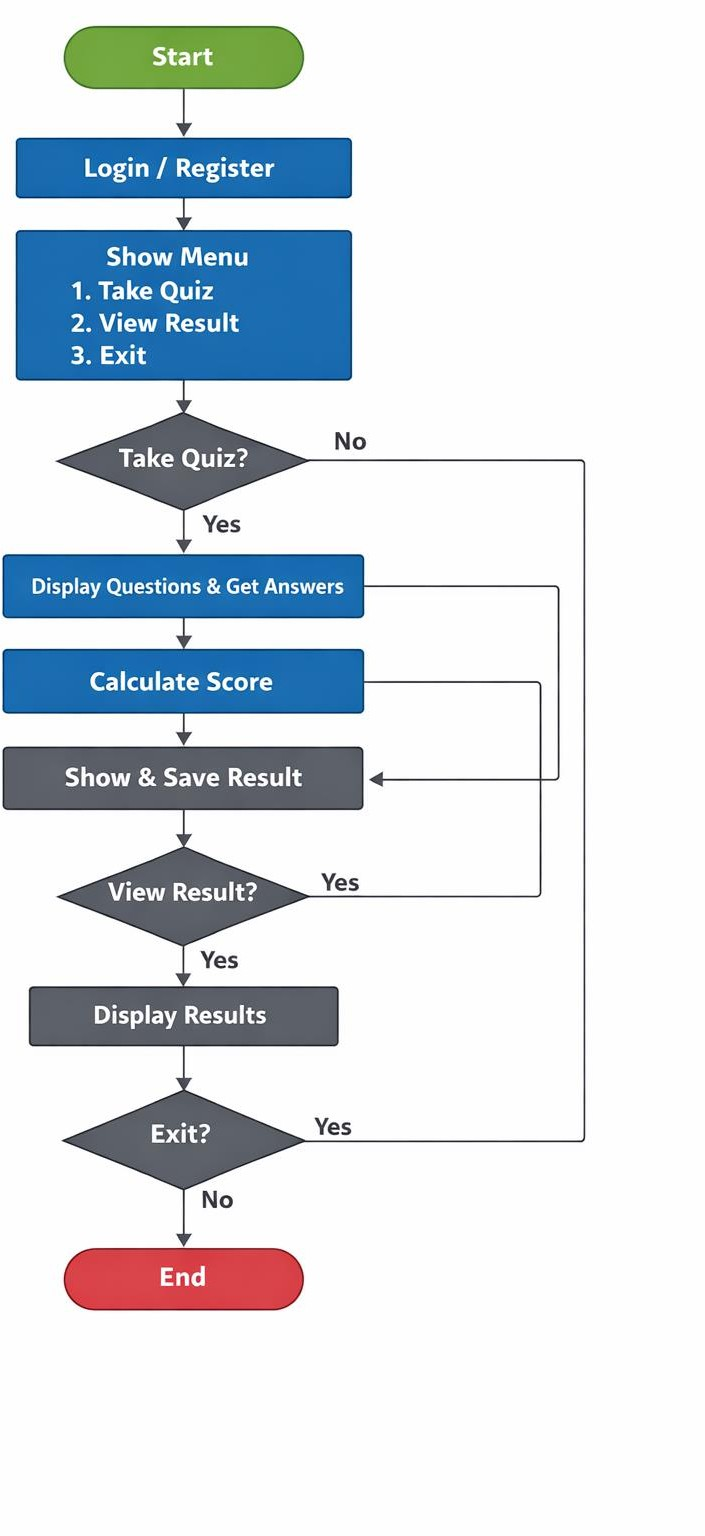 Start
Login / Register
Show Menu
1. Take Quiz
2. View Result
3. Exit
Take Quiz?
No
Yes
Display Questions & Get Answers
Calculate Score
Show & Save Result
View Result?
Yes
Yes
Display Results
Exit?
Yes
No
End